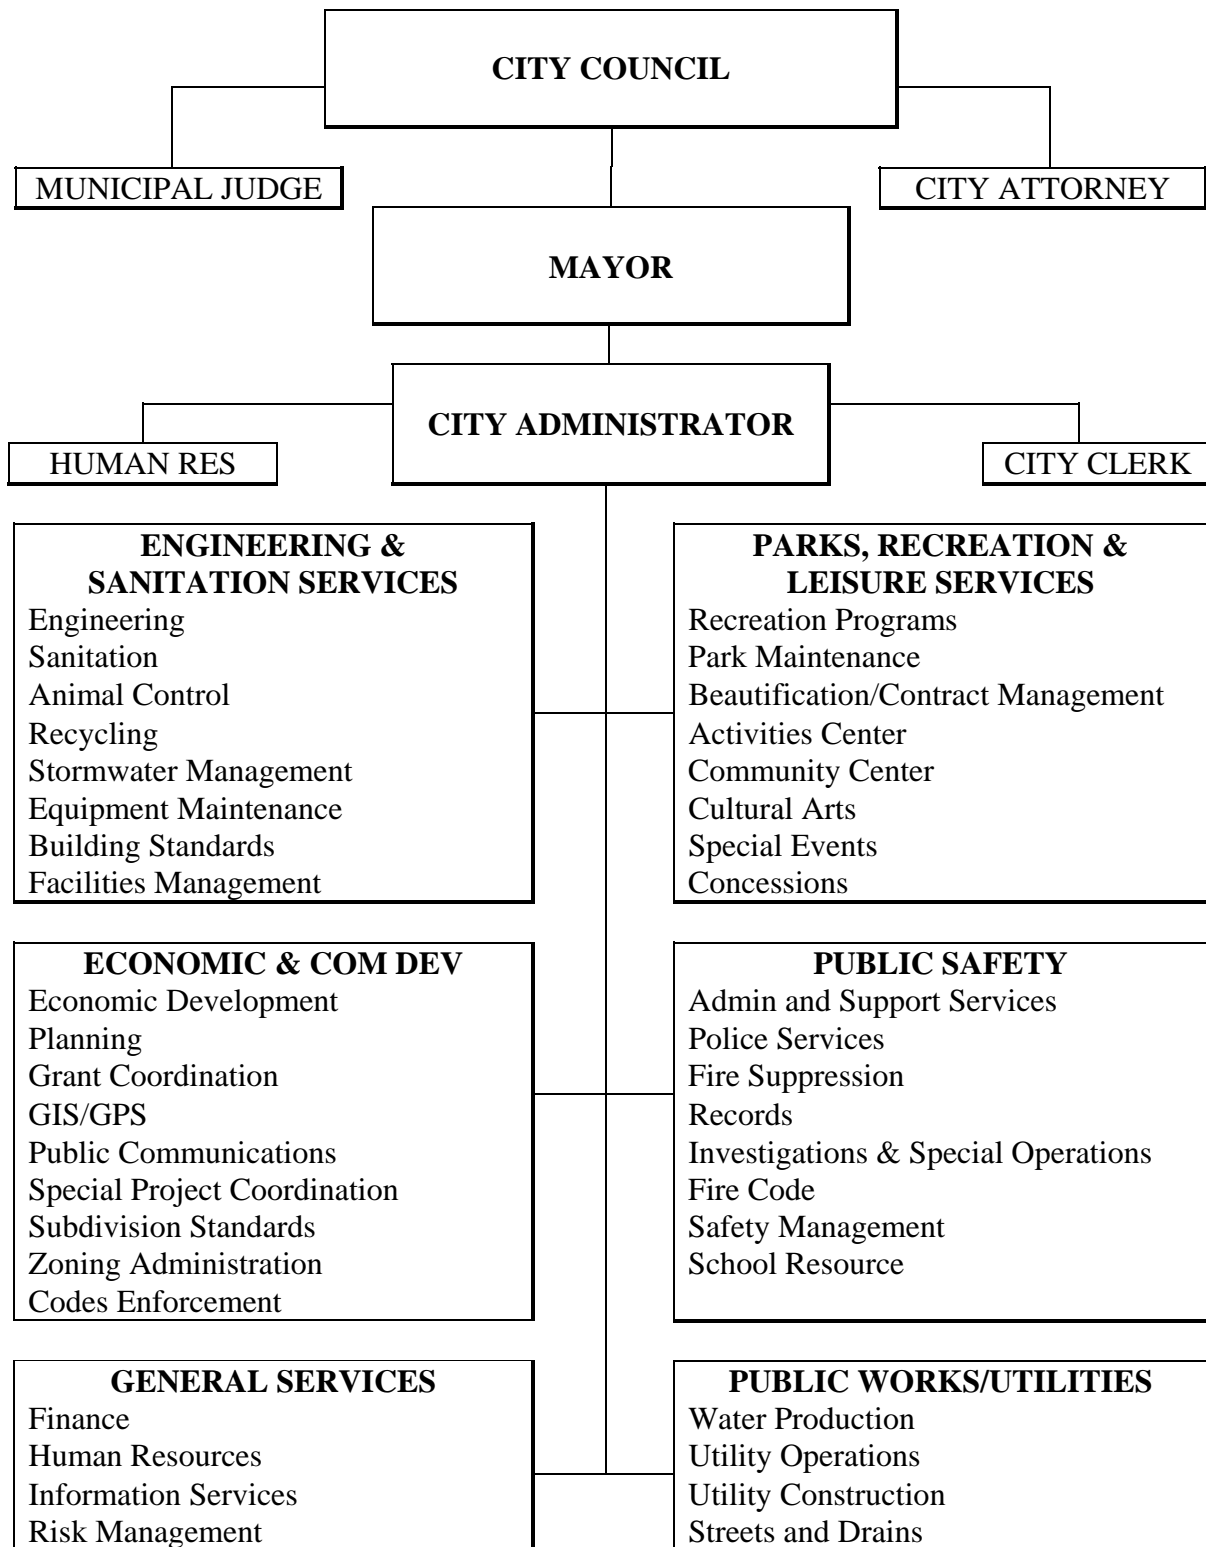 CITY COUNCIL
MUNICIPAL JUDGE
CITY ATTORNEY
MAYOR
CITY ADMINISTRATOR
HUMAN RES
CITY CLERK
ENGINEERING &
SANITATION SERVICES
Engineering
Sanitation
Animal Control
Recycling
Stormwater Management
Equipment Maintenance
Building Standards
Facilities Management
PARKS, RECREATION &
LEISURE SERVICES
Recreation Programs
Park Maintenance
Beautification/Contract Management
Activities Center
Community Center
Cultural Arts
Special Events
Concessions
ECONOMIC & COM DEV
Economic Development
Planning
Grant Coordination
GIS/GPS
Public Communications
Special Project Coordination
Subdivision Standards
Zoning Administration
Codes Enforcement
PUBLIC SAFETY
Admin and Support Services
Police Services
Fire Suppression
Records
Investigations & Special Operations
Fire Code
Safety Management
School Resource
GENERAL SERVICES
Finance
Human Resources
Information Services
Risk Management
PUBLIC WORKS/UTILITIES
Water Production
Utility Operations
Utility Construction
Streets and Drains